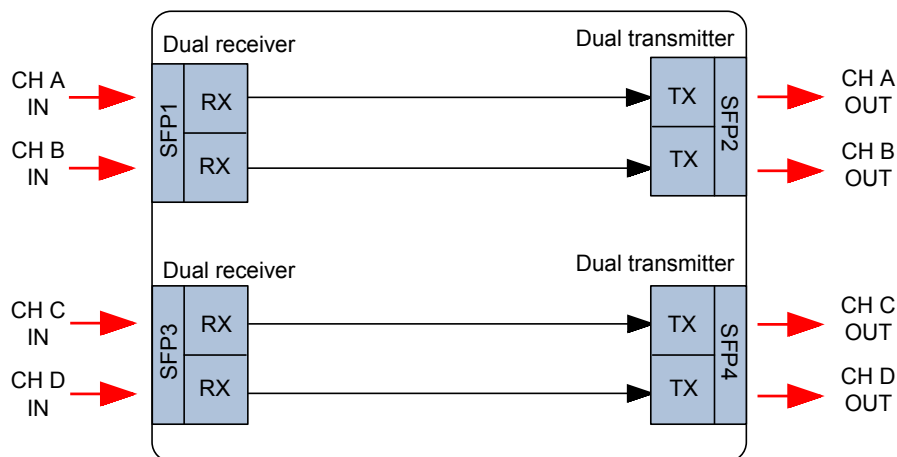 Dual receiver
Dual transmitter
CH A
IN
SFP1
RX
TX
SFP2
CH A
OUT
CH B
IN
RX
TX
CH B
OUT
Dual receiver
Dual transmitter
CH C
IN
SFP3
RX
TX
SFP4
CH C
OUT
CH D
IN
RX
TX
CH D
OUT